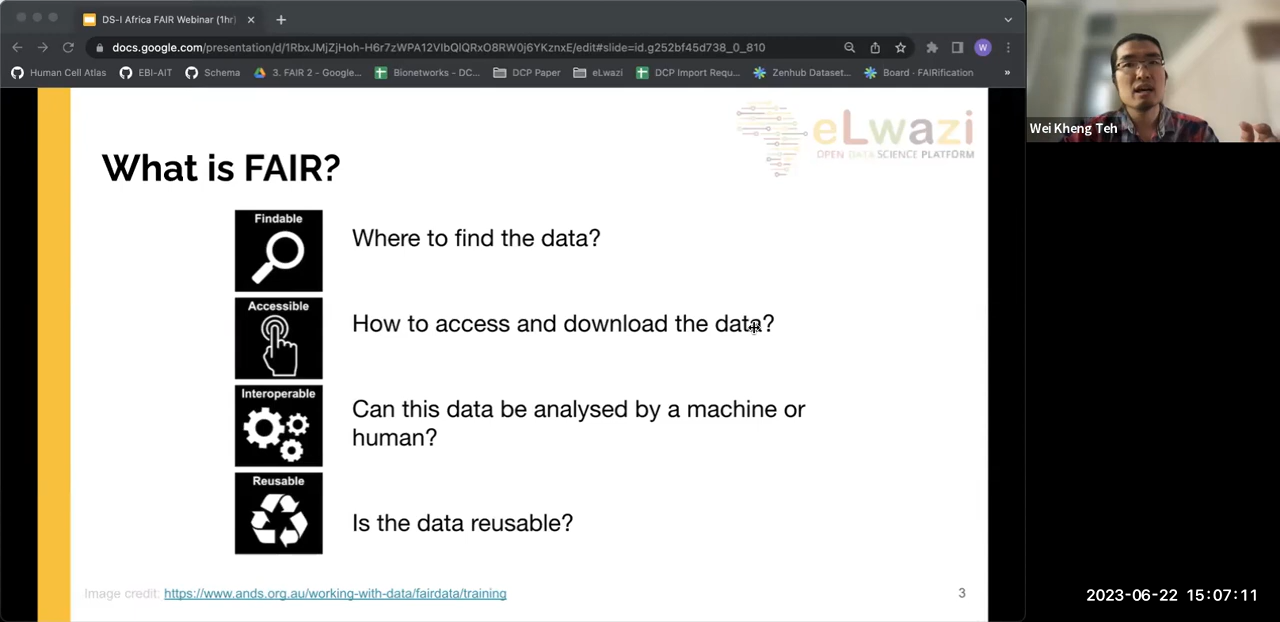 DS-I Africa FAIR Webinar (1hr)
docs.google.com/presentation/d/1RbxJMjZjHoh-H6r7zWPA12VIbQlQRxO8RW0j6YKznxE/edit#slide=id.g252bf45d738_0_810
W
Human Cell Atlas
EBI-AIT
Schema
3. FAIR 2 - Google...
Bionetworks - DC...
DCP Paper
eLwazi
DCP Import Requ...
Zenhub Dataset...
Board · FAIRification
»
eLwazi
OPEN DATA SCIENCE PLATFORM
What is FAIR?
Findable
Where to find the data?
Accessible
How to access and download the data?
Interoperable
Can this data be analysed by a machine or
human?
Reusable
Is the data reusable?
Image credit: https://www.ands.org.au/working-with-data/fairdata/training
3
Wei Kheng Teh
2023-06-22 15:07:11